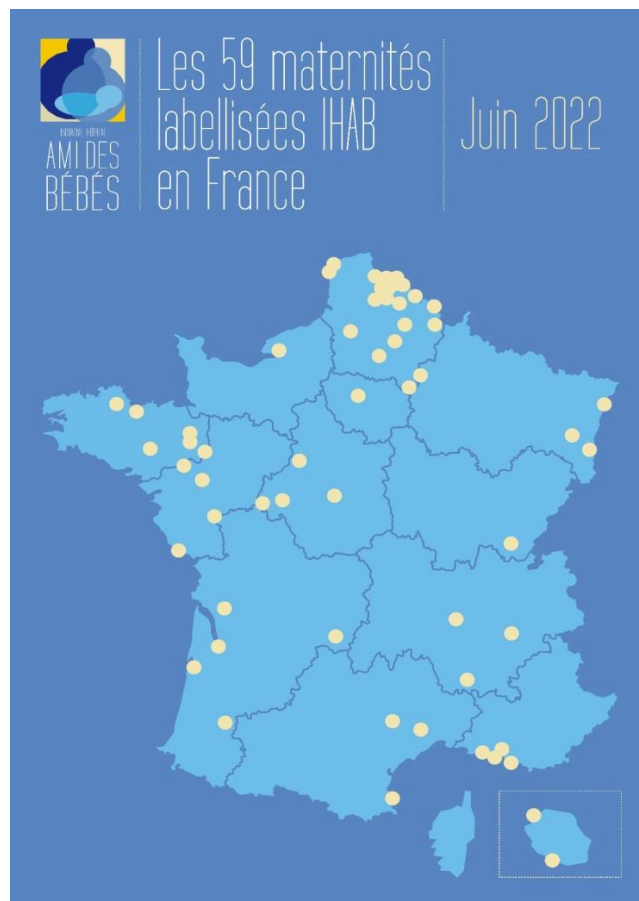 INITIATIVE HÔPITAL
AMI DES
BÉBÉS
Les 59 maternités
labellisées IHAB
en France
Juin 2022